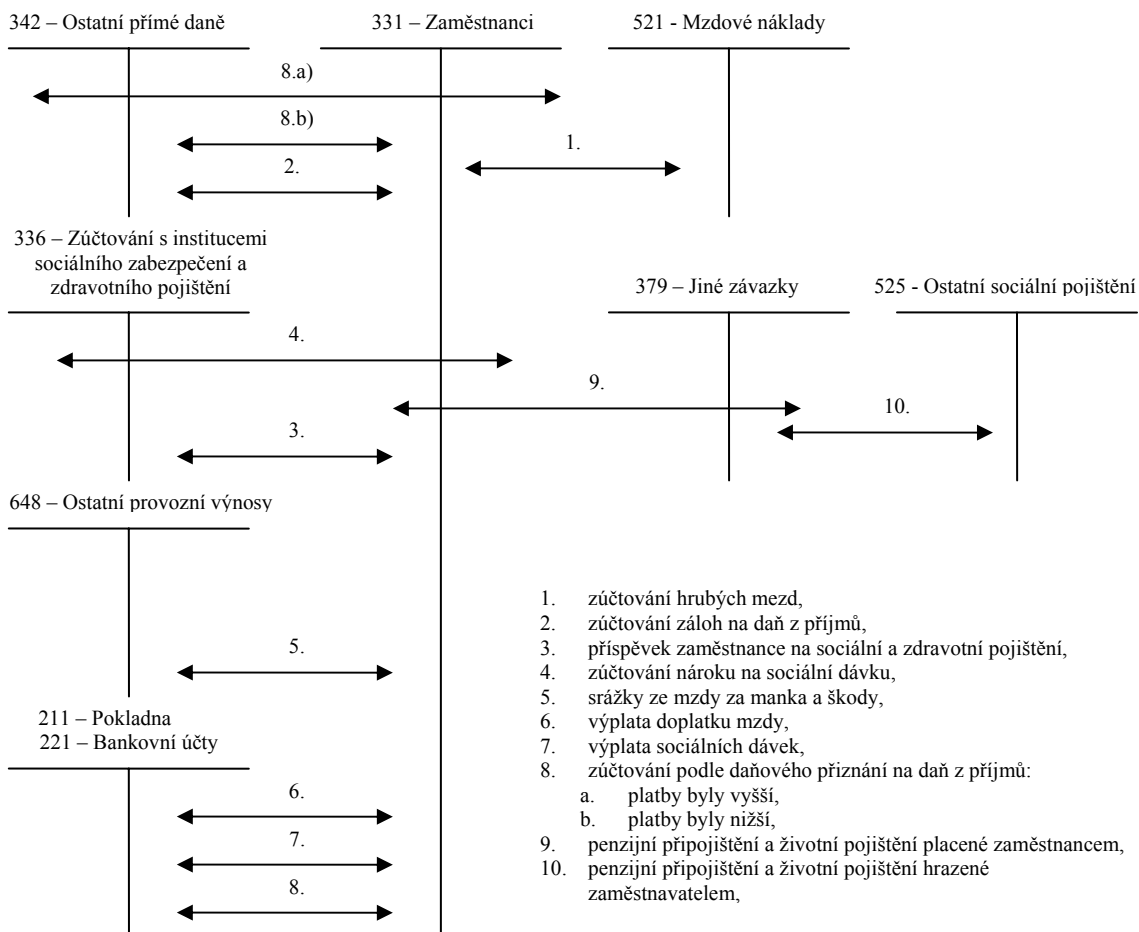 342 – Ostatní přímé daně
331 – Zaměstnanci
521 - Mzdové náklady
8.a)
8.b)
1.
2.
336 – Zúčtování s institucemi
sociálního zabezpečení a
zdravotního pojištění
379 – Jiné závazky
525 - Ostatní sociální pojištění
4.
9.
10.
3.
648 – Ostatní provozní výnosy
5.
211 – Pokladna
221 – Bankovní účty
6.
7.
8.
1. zúčtování hrubých mezd,
2. zúčtování záloh na daň z příjmů,
3. příspěvek zaměstnance na sociální a zdravotní pojištění,
4. zúčtování nároku na sociální dávku,
5. srážky ze mzdy za manka a škody,
6. výplata doplatku mzdy,
7. výplata sociálních dávek,
8. zúčtování podle daňového přiznání na daň z příjmů:
a. platby byly vyšší,
b. platby byly nižší,
9. penzijní připojištění a životní pojištění placené zaměstnancem,
10. penzijní připojištění a životní pojištění hrazené
zaměstnavatelem,